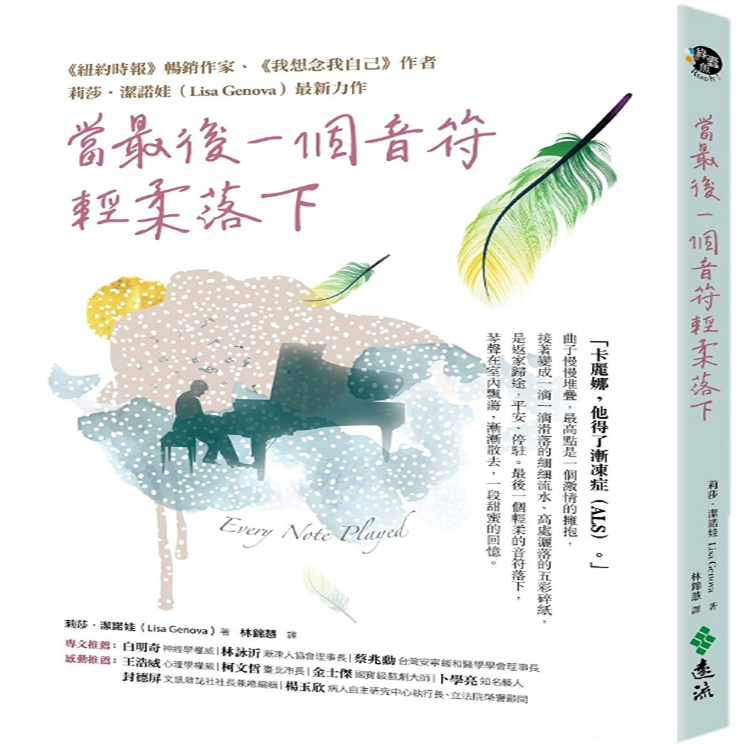 《紐約時報》暢銷作家、《我想念我自己》作者
莉莎．潔諾娃（Lisa Genova）最新力作
當最後一個音符
輕柔落下
「卡麗娜，他得了漸凍症（ALS）。」
曲子慢慢堆疊，最高點是一個激情的擁抱，
接著變成一滴一滴滑落的細細流水、高處灑落的五彩碎紙，
是返家歸途，平安、停駐。最後一個輕柔的音符落下，
琴聲在室內飄蕩，漸漸散去，一段甜蜜的回憶。
Every Note Played
莉莎．潔諾娃（Lisa Genova）著 林錦慧 譯
專文推薦：白明奇 神經學權威│林詠沂 漸凍人協會理事長│蔡兆勳 台灣安寧緩和醫學學會理事長
感動推薦：王浩威 心理學權威│柯文哲 臺北市長│金士傑 國寶級戲劇大師│卜學亮 知名藝人
封德屏 文訊雜誌社社長兼總編輯│楊玉欣 病人自主研究中心執行長、立法院榮譽顧問
當最後一個音符輕柔落下
莉莎．潔諾娃 Lisa Genova 著
林錦慧 譯
遠流